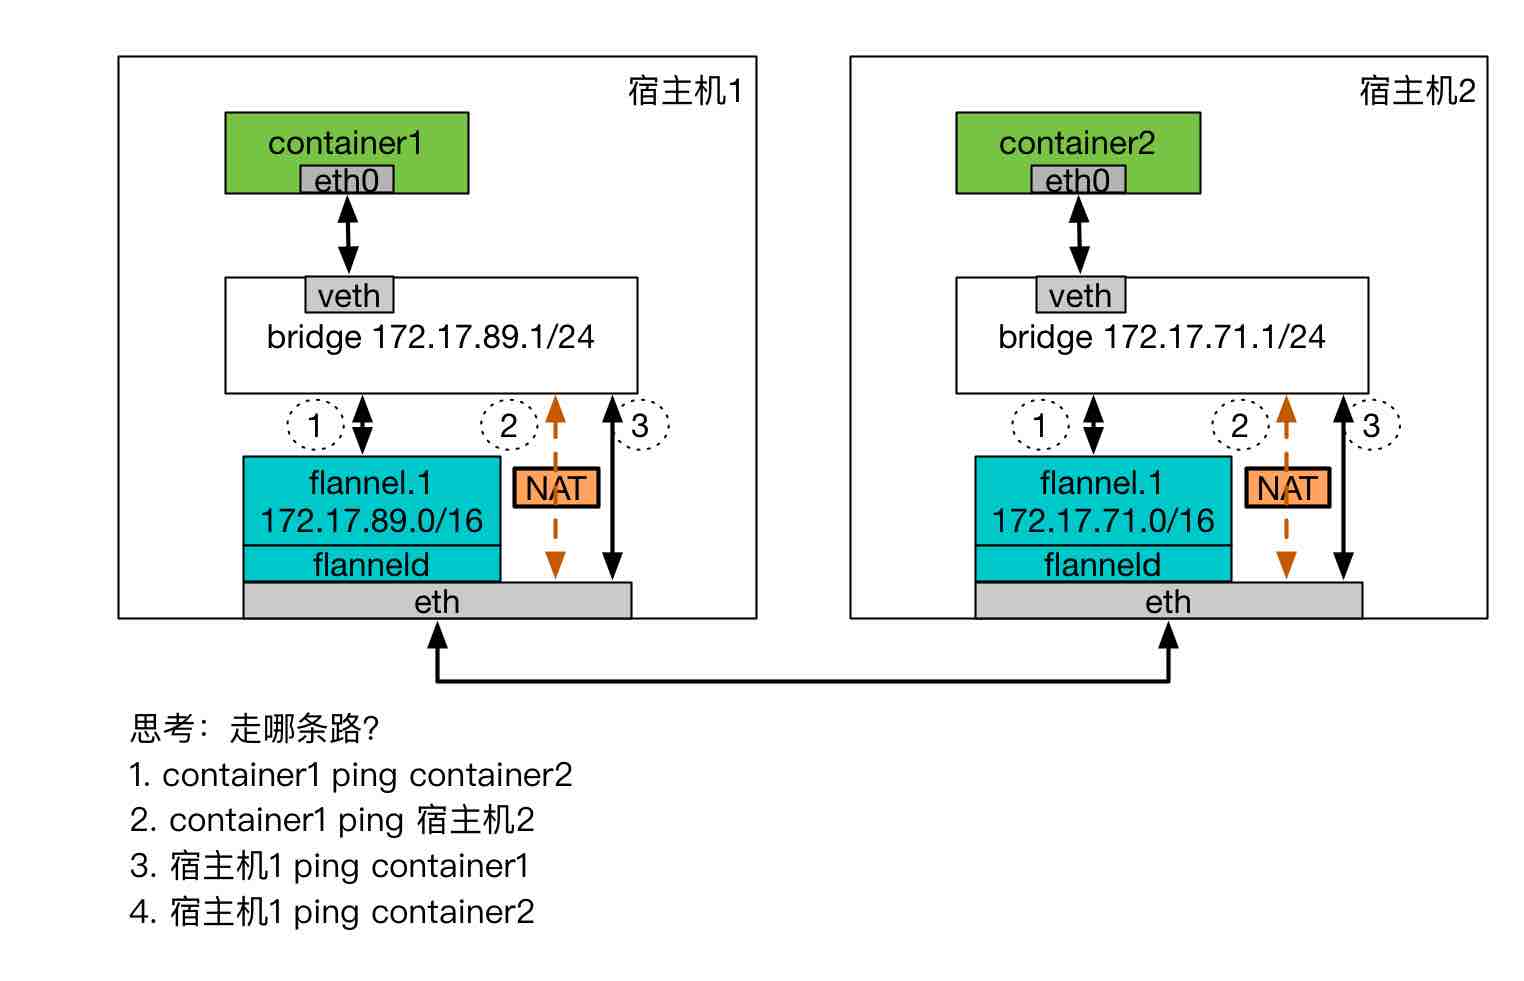 宿主机1
container1
eth0
veth
bridge 172.17.89.1/24
1
2
3
flannel.1
172.17.89.0/16
NAT
flanneld
eth
宿主机2
container2
eth0
veth
bridge 172.17.71.1/24
1
2
3
flannel.1
172.17.71.0/16
NAT
flanneld
eth
思考：走哪条路？
1. container1 ping container2
2. container1 ping 宿主机2
3. 宿主机1 ping container1
4. 宿主机1 ping container2